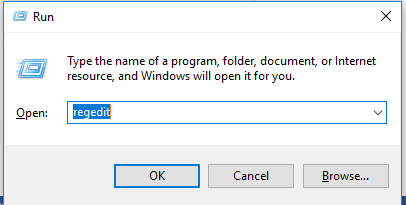 Run
Type the name of a program, folder, document, or Internet
resource, and Windows will open it for you.
Open: regedit
OK Cancel Browse...